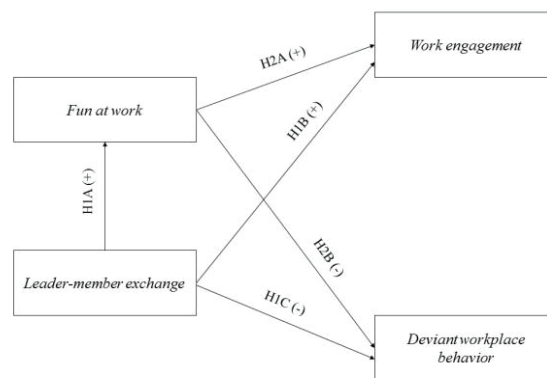 Work engagement
H2A (+)
Fun at work
H1B (+)
H1A (+)
H2B (-)
Leader-member exchange
H1C (-)
Deviant workplace
behavior